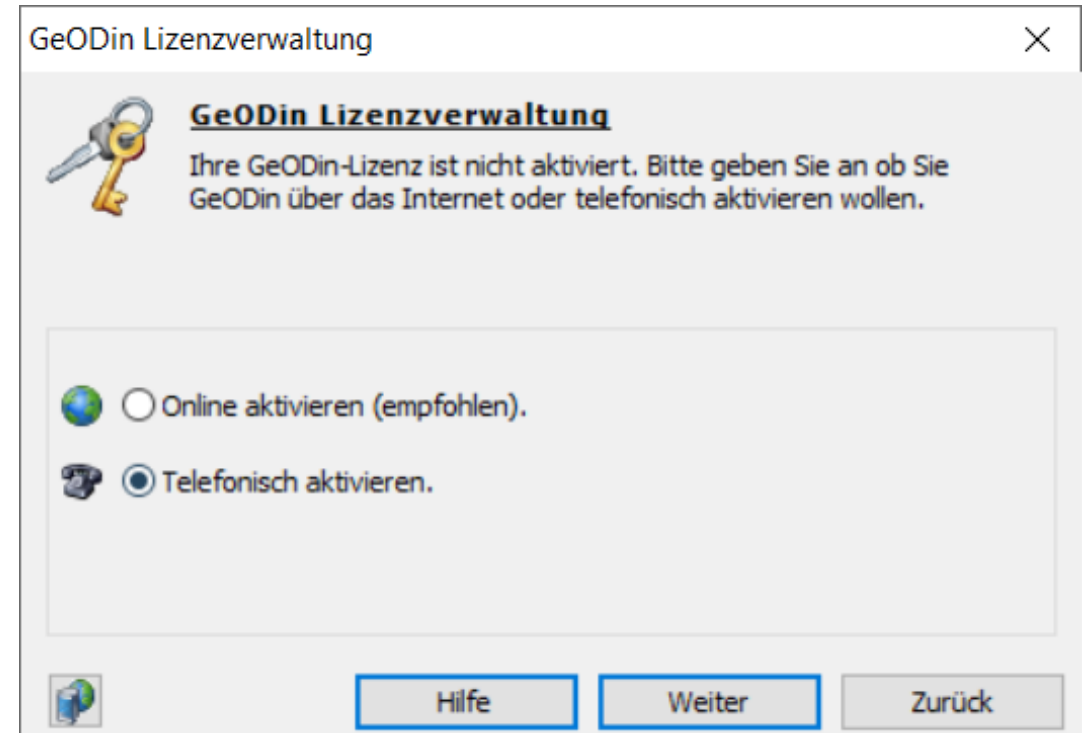 GeODin Lizenzverwaltung
GeODin Lizenzverwaltung
Ihre GeODin-Lizenz ist nicht aktiviert. Bitte geben Sie an ob Sie
GeODin über das Internet oder telefonisch aktivieren wollen.
Online aktivieren (empfohlen).
Telefonisch aktivieren.
Hilfe Weiter Zurück